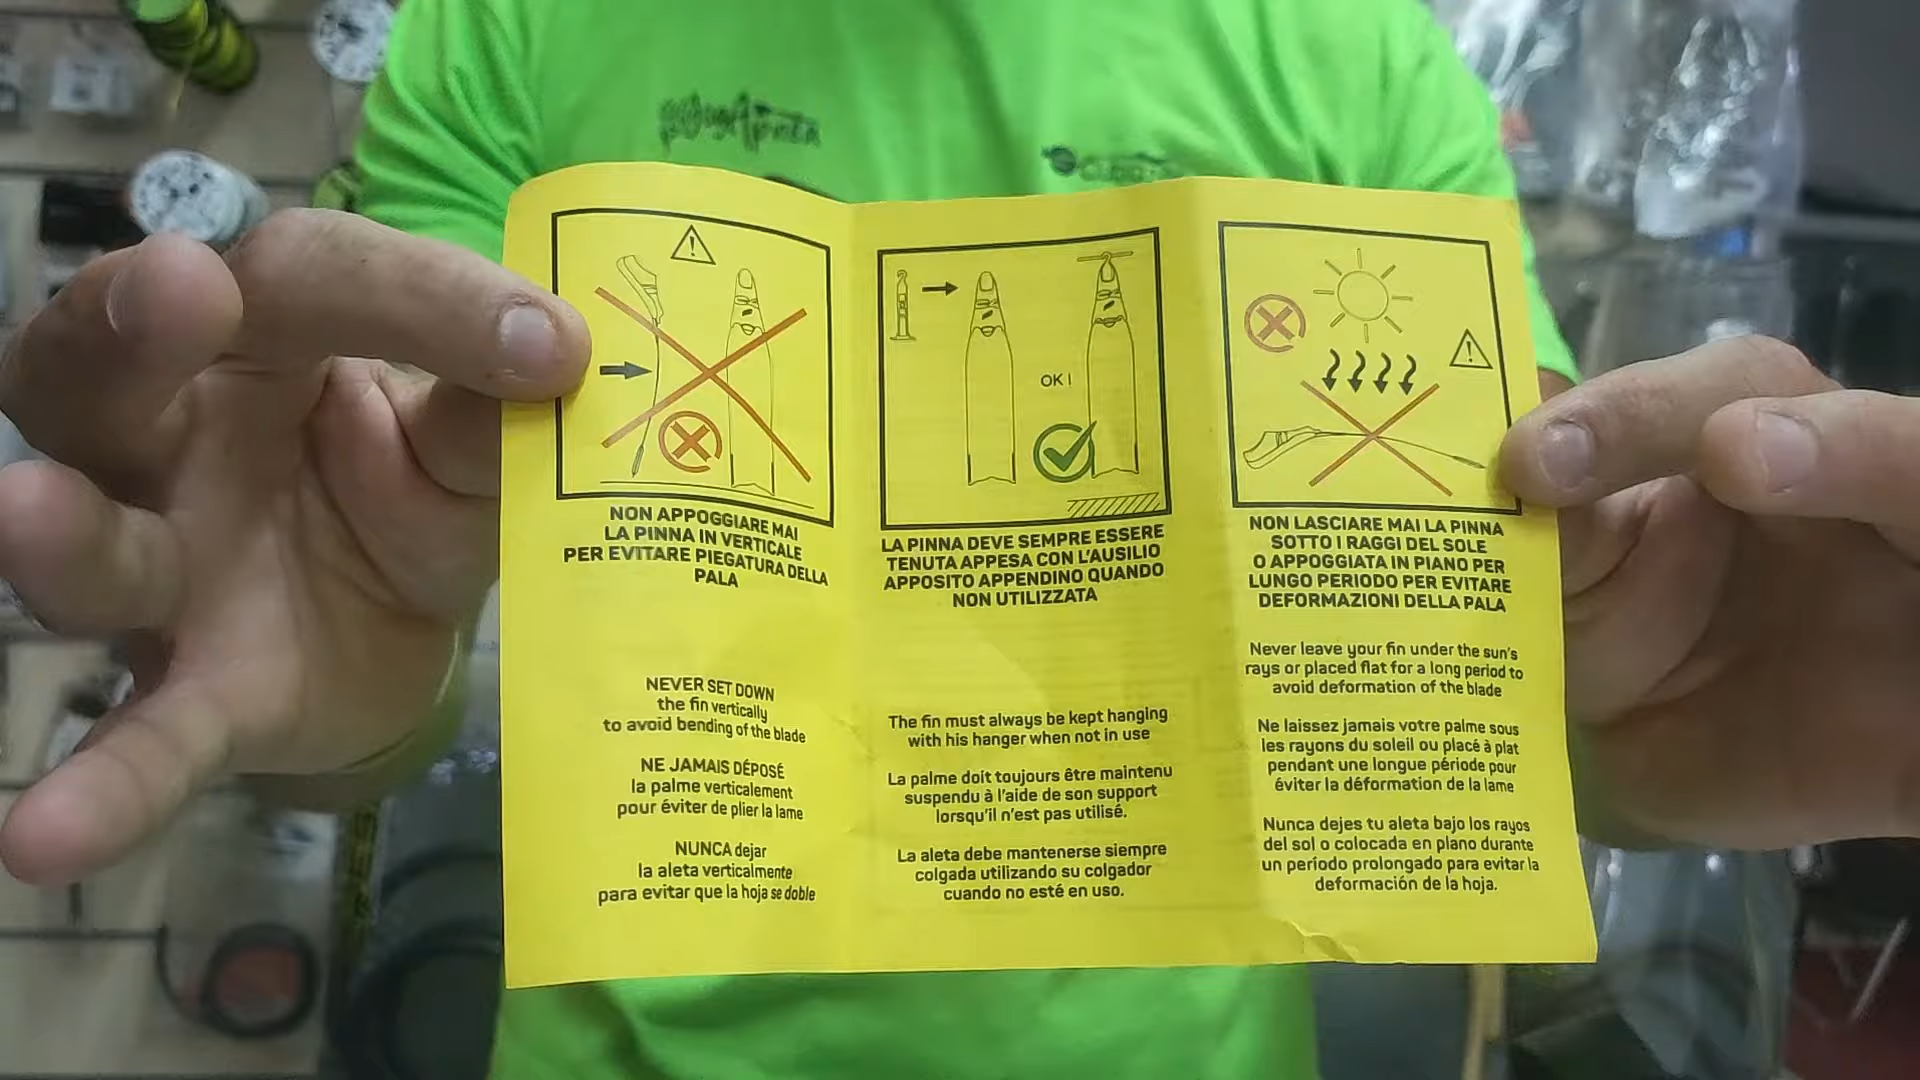 NON APPOGGIARE MAI
LA PINNA IN VERTICALE
PER EVITARE PIEGATURA DELLA
PALA
NEVER SET DOWN
the fin vertically
to avoid bending of the blade
NE JAMAIS DÉPOSÉ
la palme verticalement
pour éviter de plier la lame
NUNCA dejar
la aleta verticalmente
para evitar que la hoja se doble
OK !
LA PINNA DEVE SEMPRE ESSERE
TENUTA APPESA CON L'AUSILIO
APPOSITO APPENDINO QUANDO
NON UTILIZZATA
The fin must always be kept hanging
with his hanger when not in use
La palme doit toujours être maintenu
suspendu à l'aide de son support
lorsqu'il n'est pas utilisé.
La aleta debe mantenerse siempre
colgada utilizando su colgador
cuando no esté en uso.
NON LASCIARE MAI LA PINNA
SOTTO I RAGGI DEL SOLE
O APPOGGIATA IN PIANO PER
LUNGO PERIODO PER EVITARE
DEFORMAZIONI DELLA PALA
Never leave your fin under the sun's
rays or placed flat for a long period to
avoid deformation of the blade
Ne laissez jamais votre palme sous
les rayons du soleil ou placé à plat
pendant une longue période pour
éviter la déformation de la lame
Nunca dejes tu aleta bajo los rayos
del sol o colocada en plano durante
un período prolongado para evitar la
deformación de la hoja.